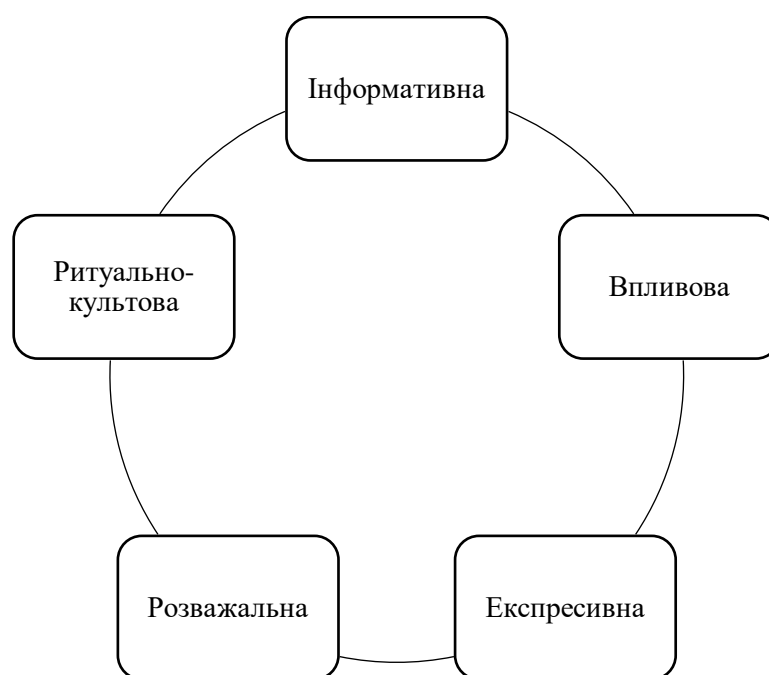 Інформативна
Впливова
Експресивна
Розважальна
Ритуально-
культова